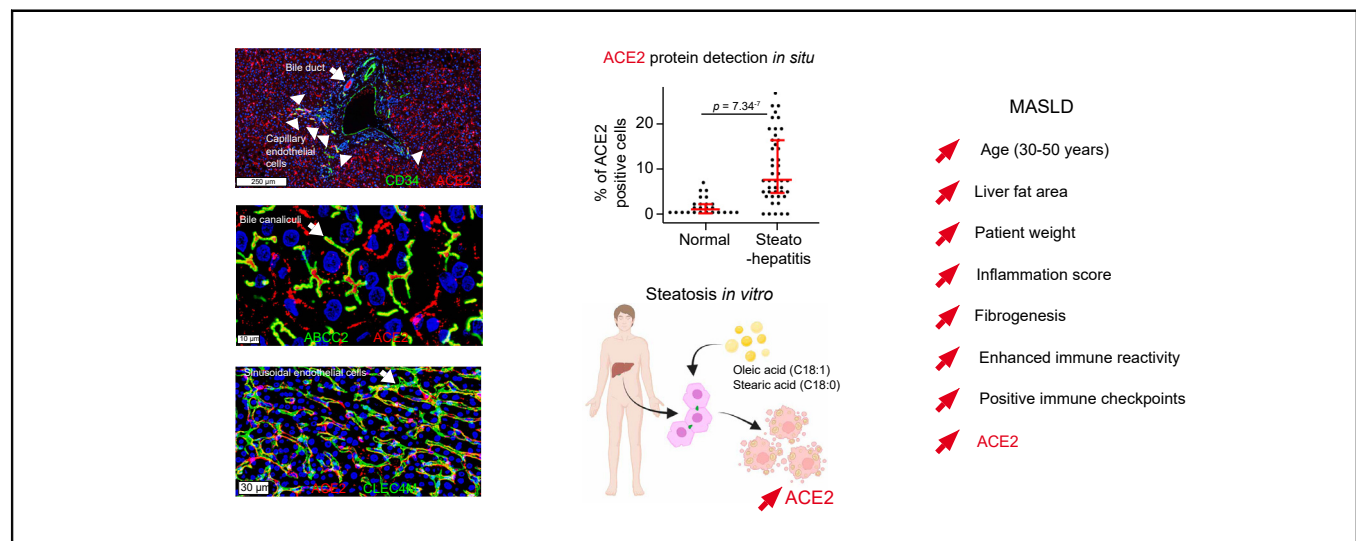 Bile duct
Capillary
endothelial
cells
250 µm
CD34
ACE2
Bile canaliculi
10 µm
ABCC2
ACE2
Sinusoidal endothelial cells
30 µm
ACE2
CLEC4M
ACE2 protein detection in situ
% of ACE2
positive cells
p = 7.34-7
20
10
0
Normal
Steato
-hepatitis
Steatosis in vitro
Oleic acid (C18:1)
Stearic acid (C18:0)
ACE2
MASLD
Age (30-50 years)
Liver fat area
Patient weight
Inflammation score
Fibrogenesis
Enhanced immune reactivity
Positive immune checkpoints
ACE2